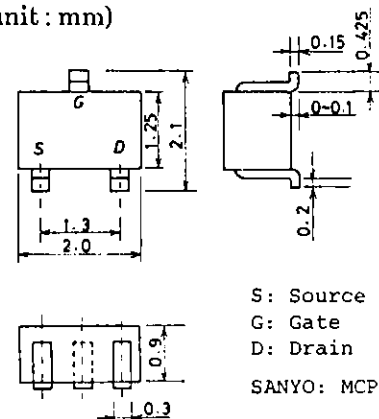 unit : mm)
0.15
0.425
G
S
D
1.25
2.1
0~0.1
0.2
1.3
2.0
0.9
0.3
S: Source
G: Gate
D: Drain
SANYO: MCP